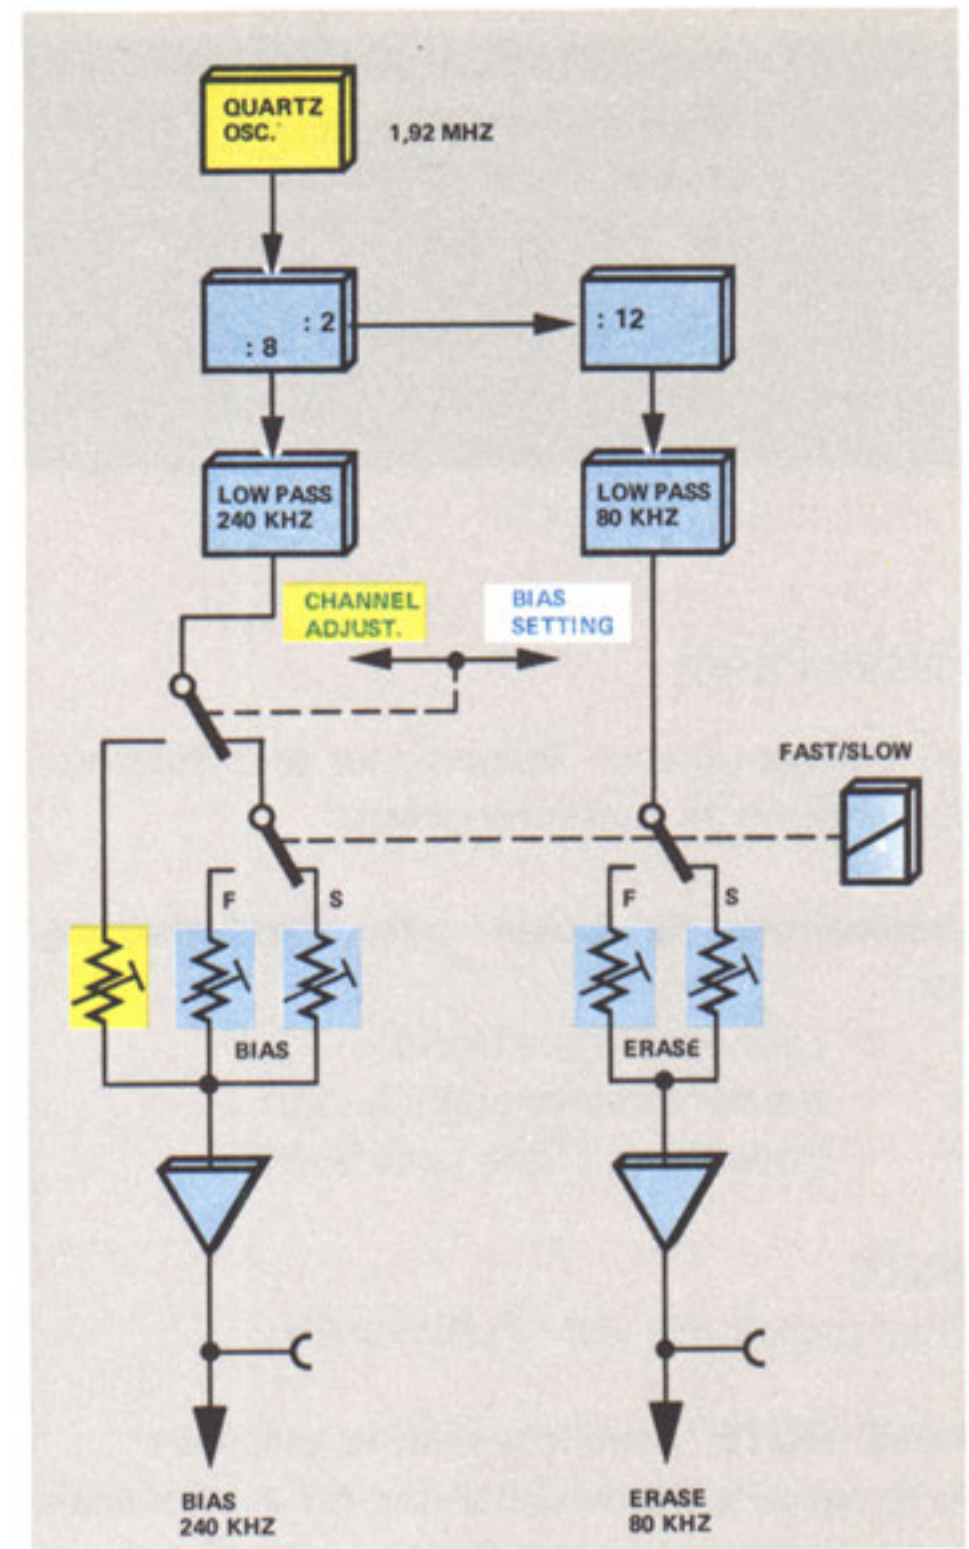 QUARTZ
OSC.
1,92 MHZ
: 2
: 8
: 12
LOW PASS
240 KHZ
LOW PASS
80 KHZ
CHANNEL
ADJUST.
BIAS
SETTING
FAST/SLOW
F
S
F
S
BIAS
ERASE
BIAS
240 KHZ
ERASE
80 KHZ